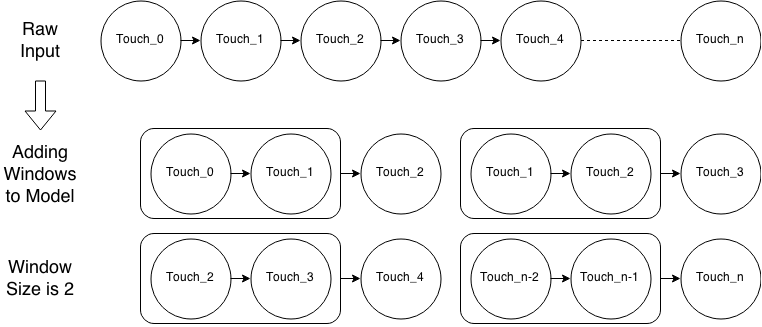 Raw
Input
Touch_0
Touch_1
Touch_2
Touch_3
Touch_4
Touch_n
Adding
Windows
to Model
Touch_0
Touch_1
Touch_2
Touch_1
Touch_2
Touch_3
Window
Size is 2
Touch_2
Touch_3
Touch_4
Touch_n-2
Touch_n-1
Touch_n